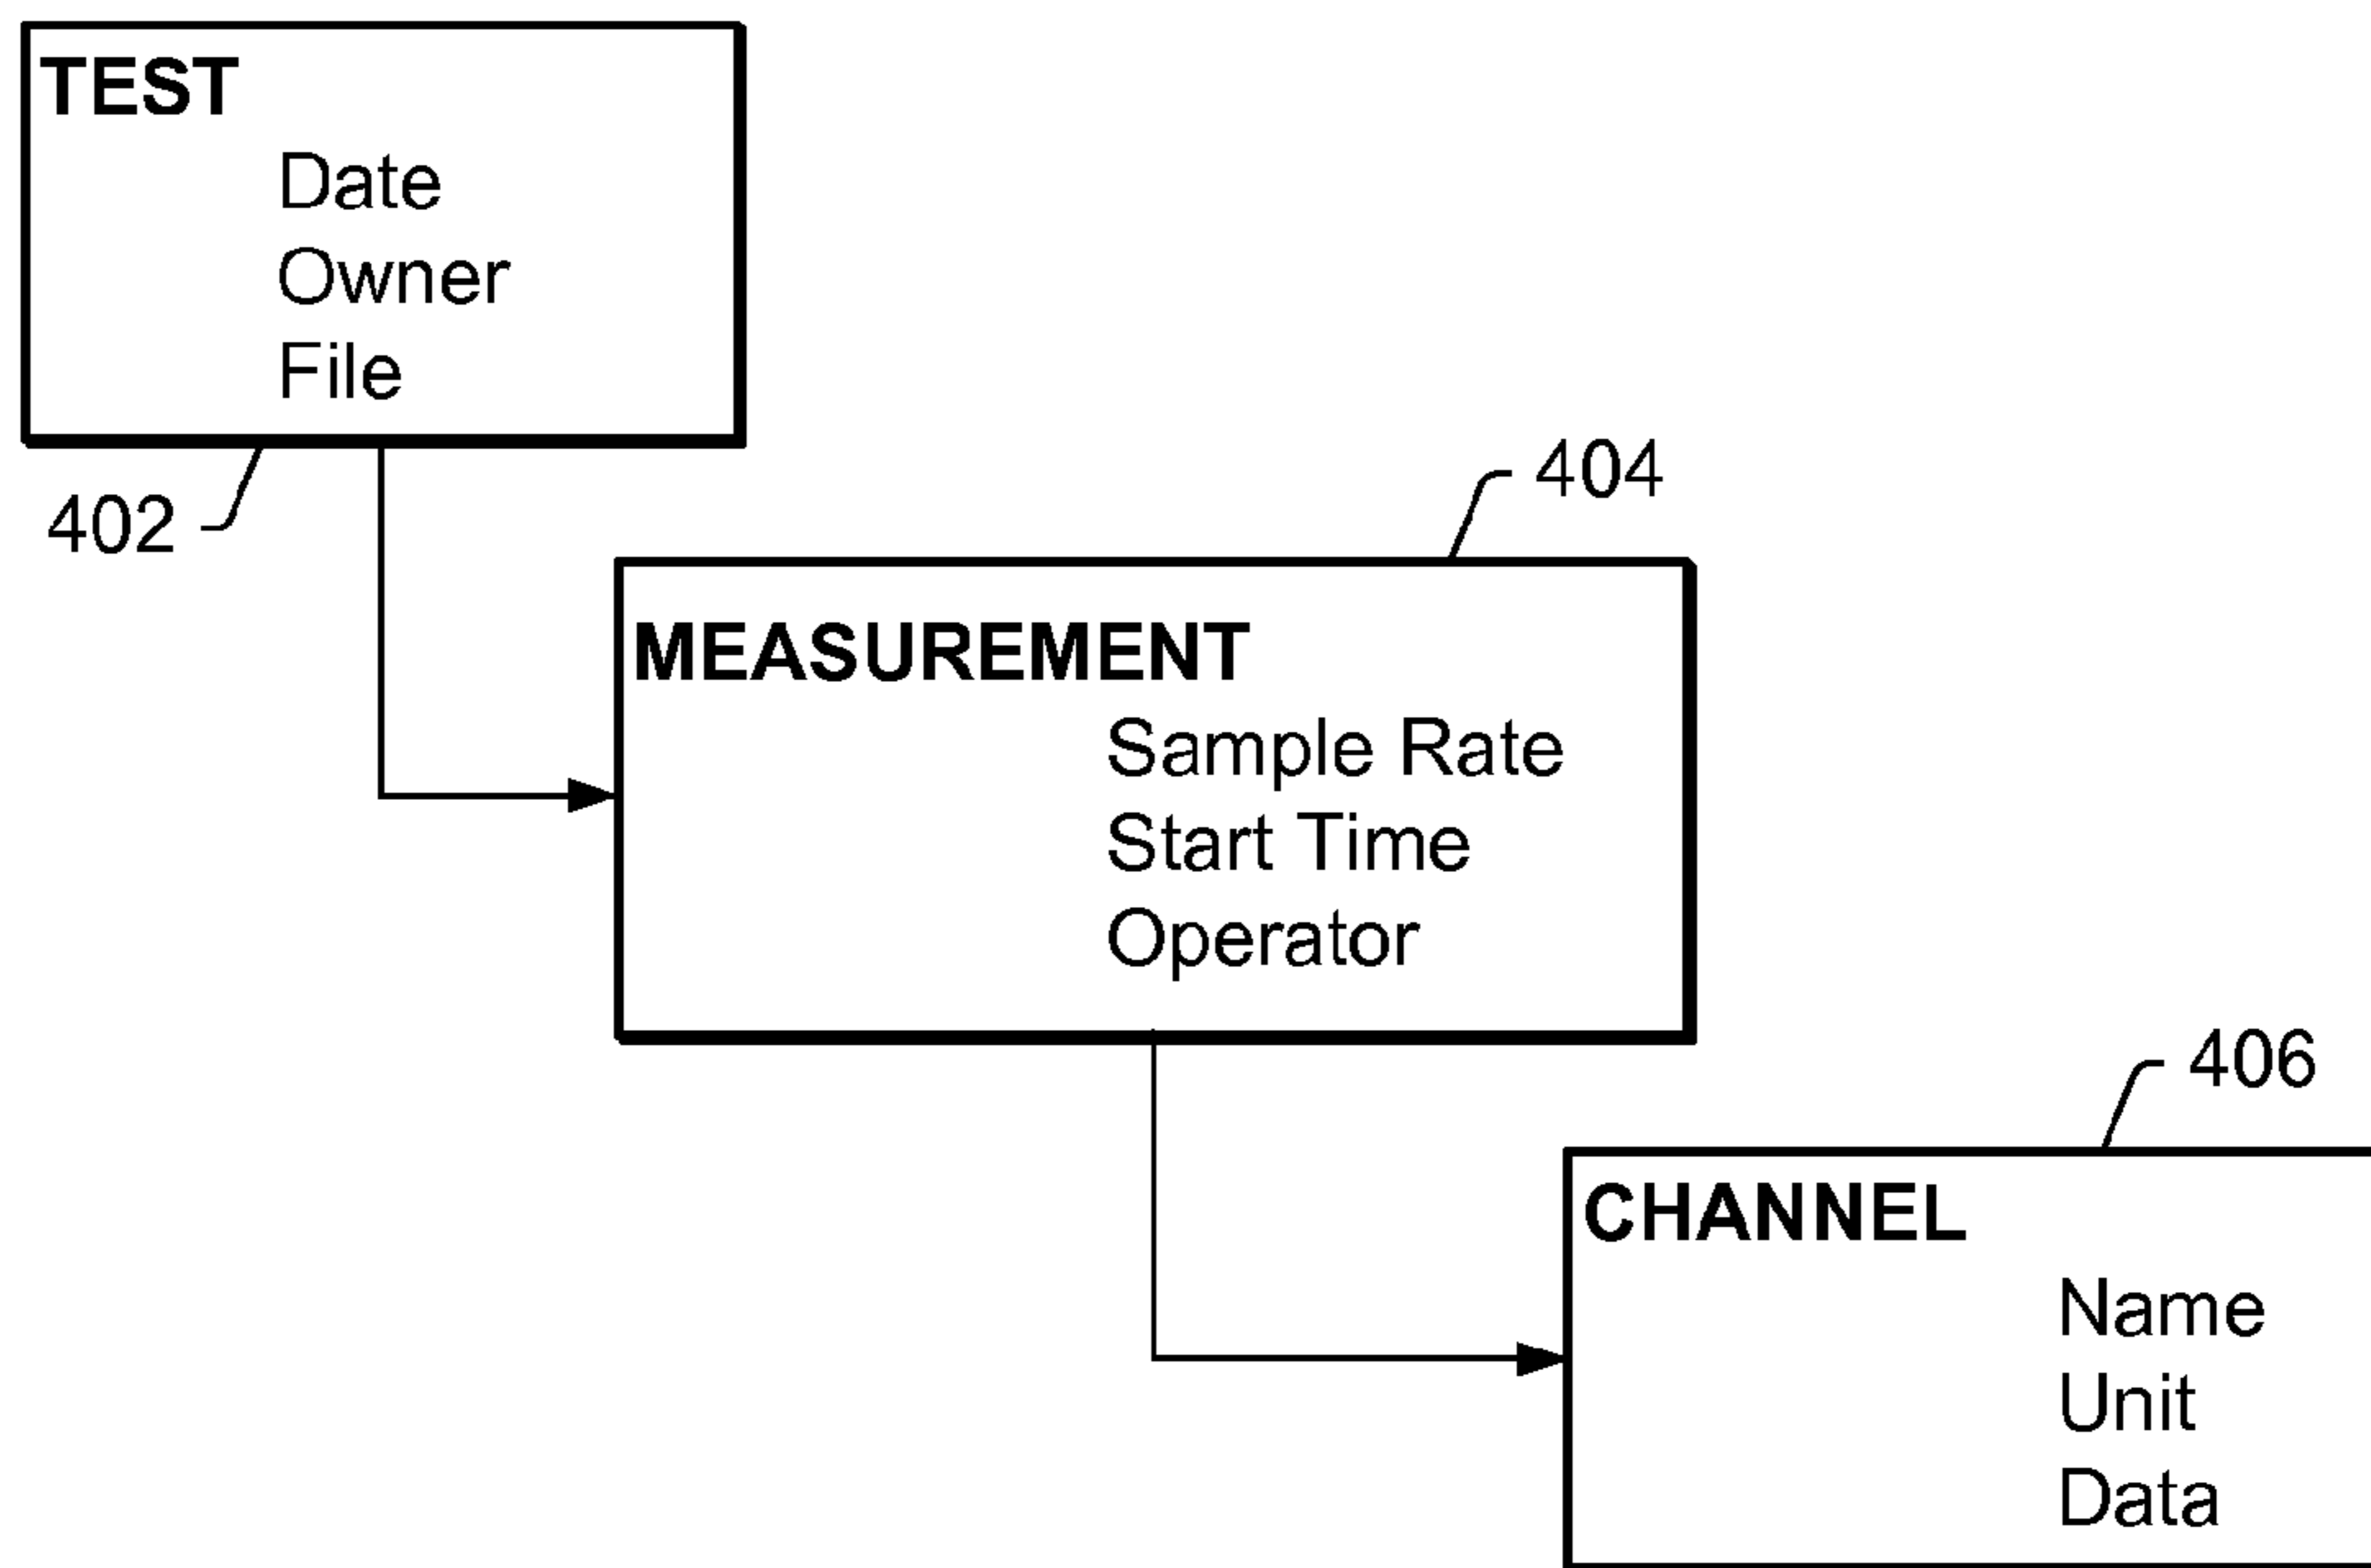 TEST
Date
Owner
File
402
404
MEASUREMENT
Sample Rate
Start Time
Operator
406
CHANNEL
Name
Unit
Data